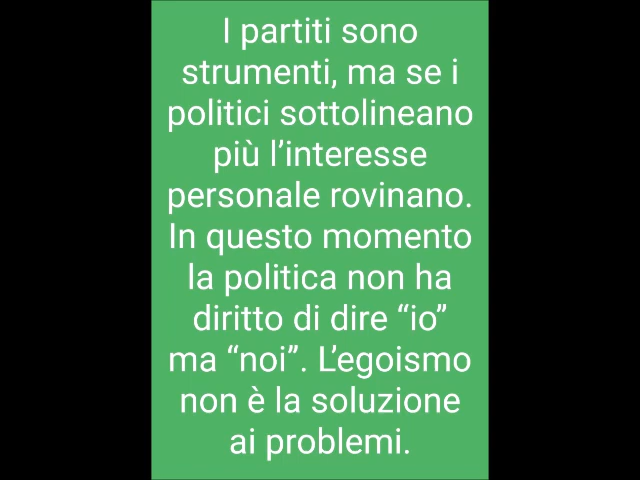 I partiti sono
strumenti, ma se i
politici sottolineano
più l’interesse
personale rovinano.
In questo momento
la politica non ha
diritto di dire “io”
ma “noi”. L’egoismo
non è la soluzione
ai problemi.